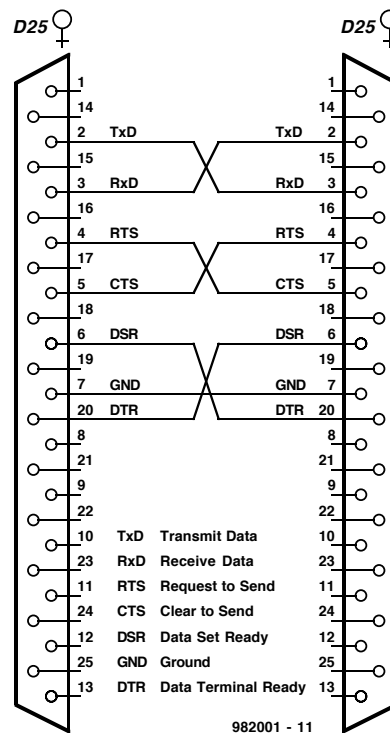 D25 D25
1 1
14 14
2 TxD TxD 2
15 15
3 RxD RxD 3
16 16
4 RTS RTS 4
17 17
5 CTS CTS 5
18 18
6 DSR DSR 6
19 19
7 GND GND 7
20 DTR DTR 20
8 8
21 21
9 9
22 22
10 TxD Transmit Data 10
23 RxD Receive Data 23
11 RTS Request to Send 11
24 CTS Clear to Send 24
12 DSR Data Set Ready 12
25 GND Ground 25
13 DTR Data Terminal Ready 13
982001 - 11